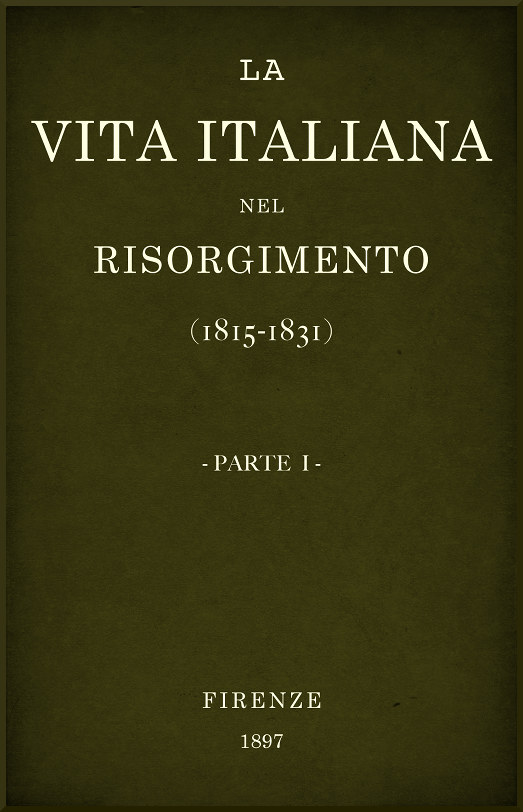 LA
VITA ITALIANA
NEL
RISORGIMENTO
(1815-1831)
- PARTE I -
FIRENZE
1897